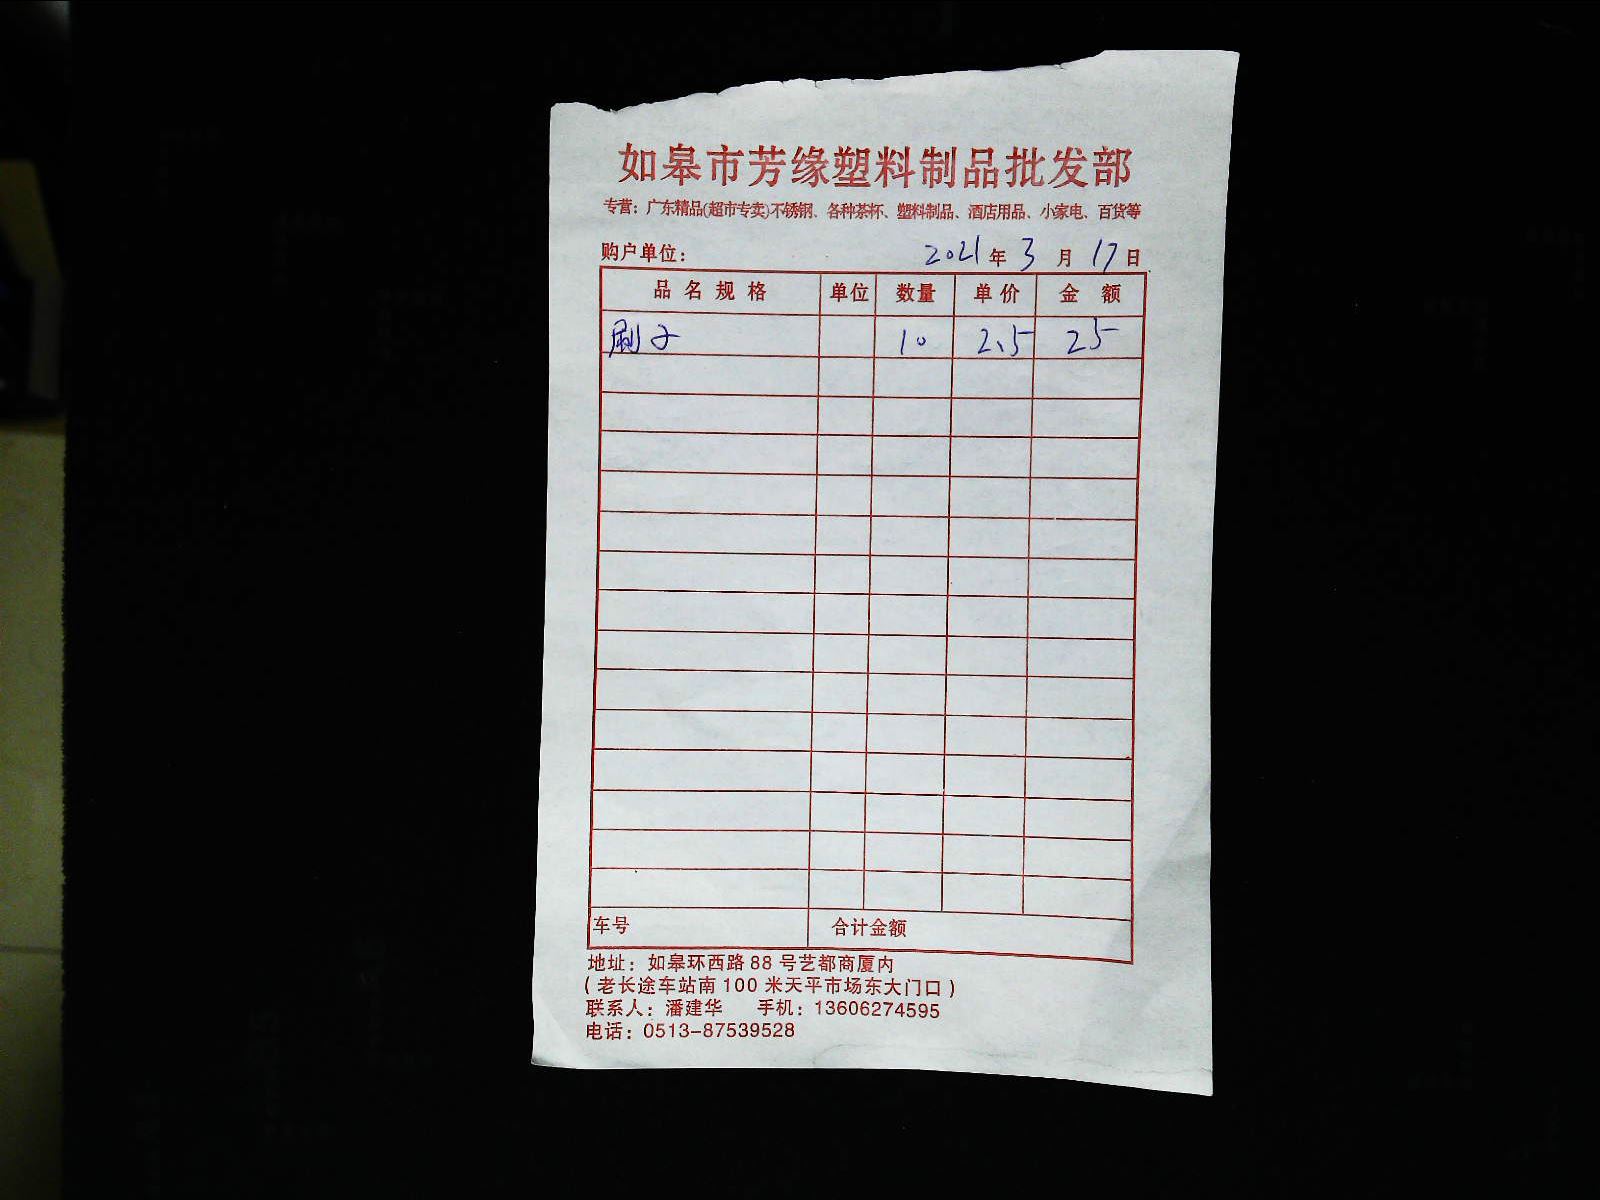 如皋市芳缘塑料制品批发部
专营：广东精品(超市专卖)不锈钢、各种茶杯、塑料制品、酒店用品、小家电、百货等
购户单位： 2021 年 3 月 17 日
品名规格 单位 数量 单价 金额
刷子 10 2.5 25
车号 合计金额
地址：如皋环西路88号艺都商厦内
(老长途车站南100米天平市场东大门口)
联系人：潘建华 手机：13606274595
电话：0513-87539528